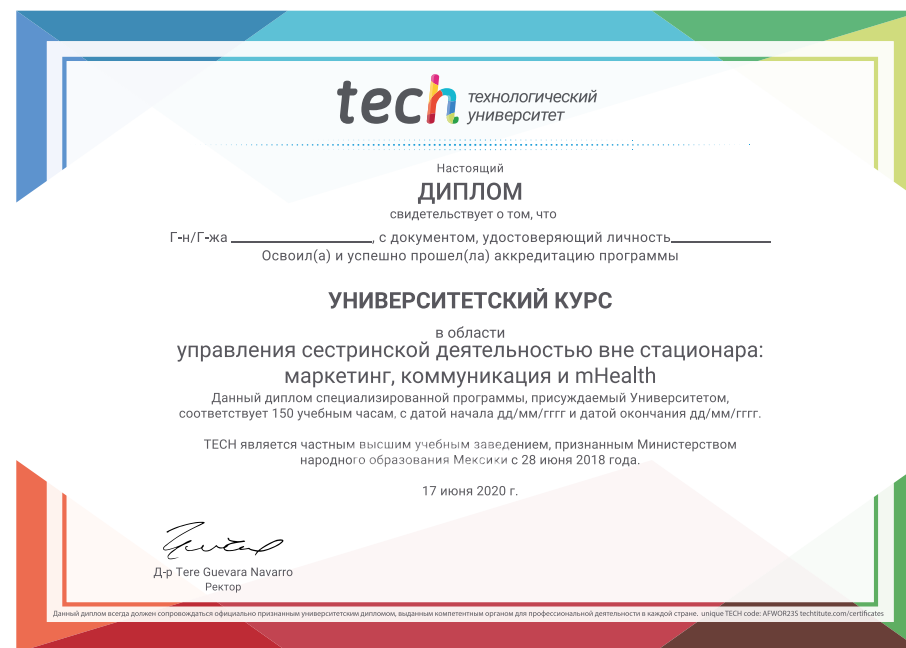 tech технологический
университет
Настоящий
ДИПЛОМ
свидетельствует о том, что
Г-н/Г-жа ____________________, с документом, удостоверяющий личность______________
Освоил(а) и успешно прошел(ла) аккредитацию программы
УНИВЕРСИТЕТСКИЙ КУРС
в области
управления сестринской деятельностью вне стационара:
маркетинг, коммуникация и mHealth
Данный диплом специализированной программы, присуждаемый Университетом,
соответствует 150 учебным часам, с датой начала дд/мм/гггг и датой окончания дд/мм/гггг.
TECH является частным высшим учебным заведением, признанным Министерством
народного образования Мексики с 28 июня 2018 года.
17 июня 2020 г.
Д-р Tere Guevara Navarro
Ректор
Данный диплом всегда должен сопровождаться официально признанным университетским дипломом, выданным компетентным органом для профессиональной деятельности в каждой стране. unique TECH code: AFWOR23S techtitute.com/certificates